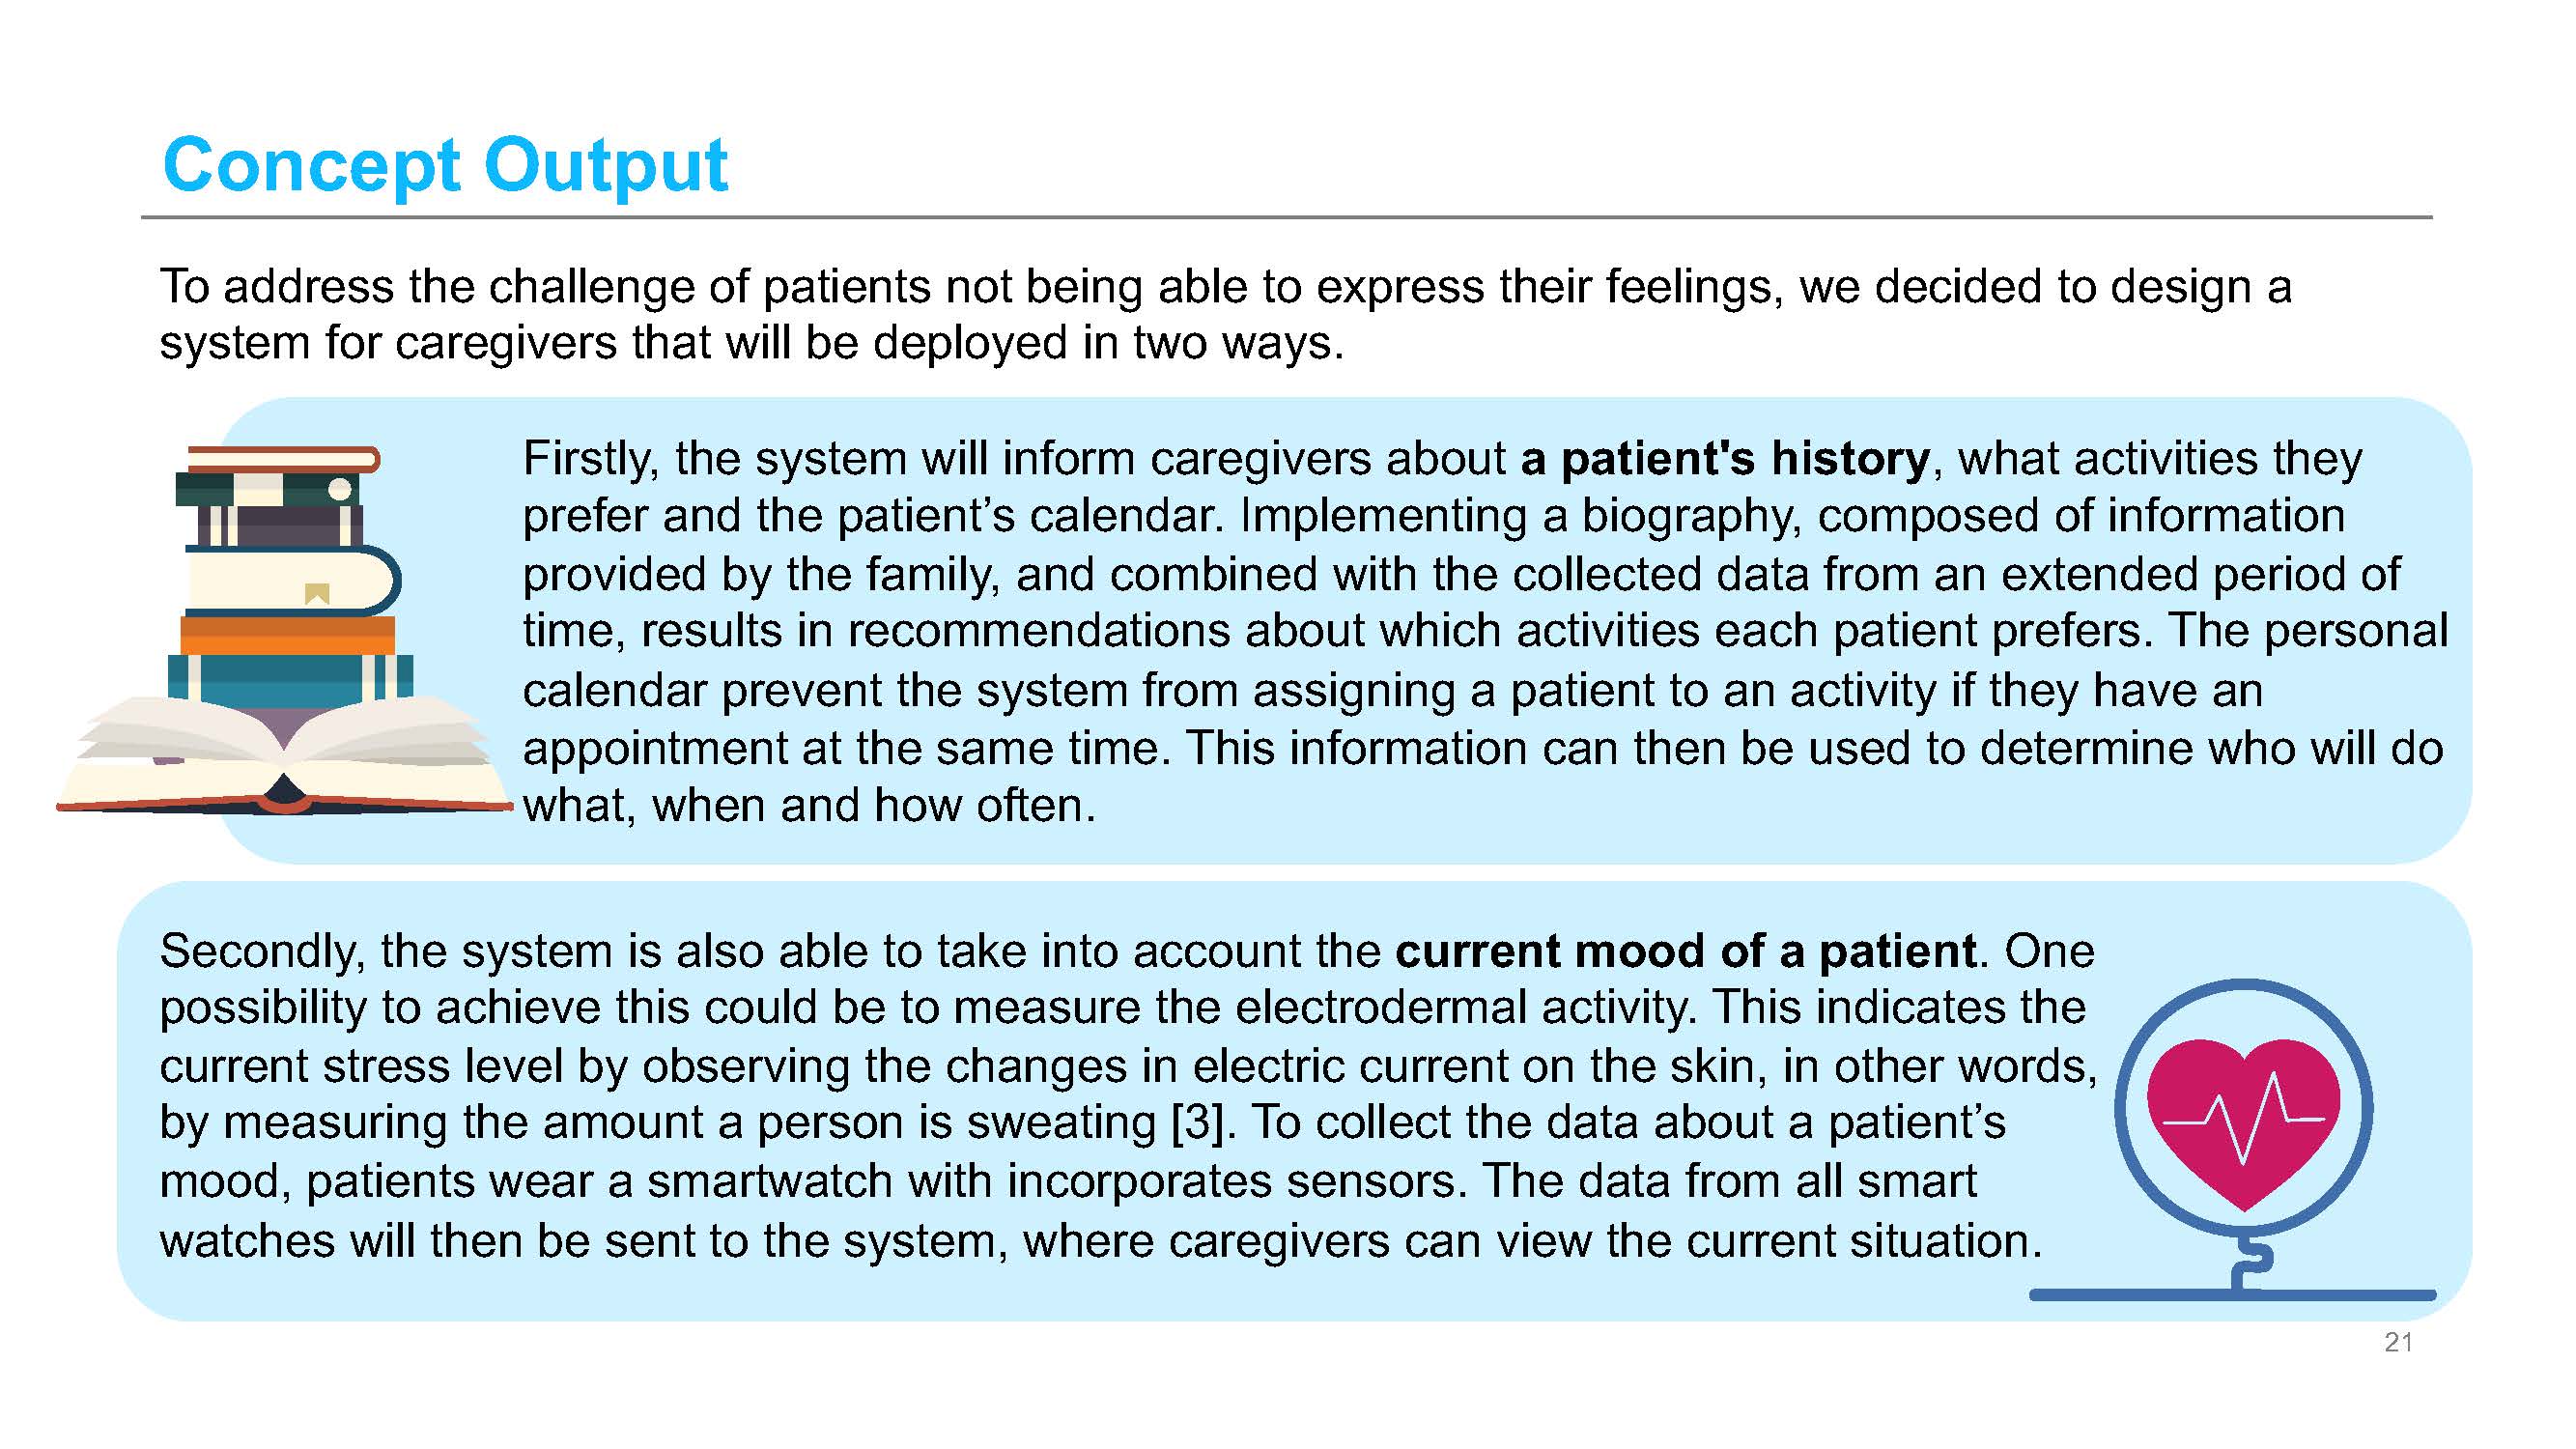 Concept Output
To address the challenge of patients not being able to express their feelings, we decided to design a
system for caregivers that will be deployed in two ways.
Firstly, the system will inform caregivers about a patient's history, what activities they
prefer and the patient’s calendar. Implementing a biography, composed of information
provided by the family, and combined with the collected data from an extended period of
time, results in recommendations about which activities each patient prefers. The personal
calendar prevent the system from assigning a patient to an activity if they have an
appointment at the same time. This information can then be used to determine who will do
what, when and how often.
Secondly, the system is also able to take into account the current mood of a patient. One
possibility to achieve this could be to measure the electrodermal activity. This indicates the
current stress level by observing the changes in electric current on the skin, in other words,
by measuring the amount a person is sweating [3]. To collect the data about a patient’s
mood, patients wear a smartwatch with incorporates sensors. The data from all smart
watches will then be sent to the system, where caregivers can view the current situation.
21